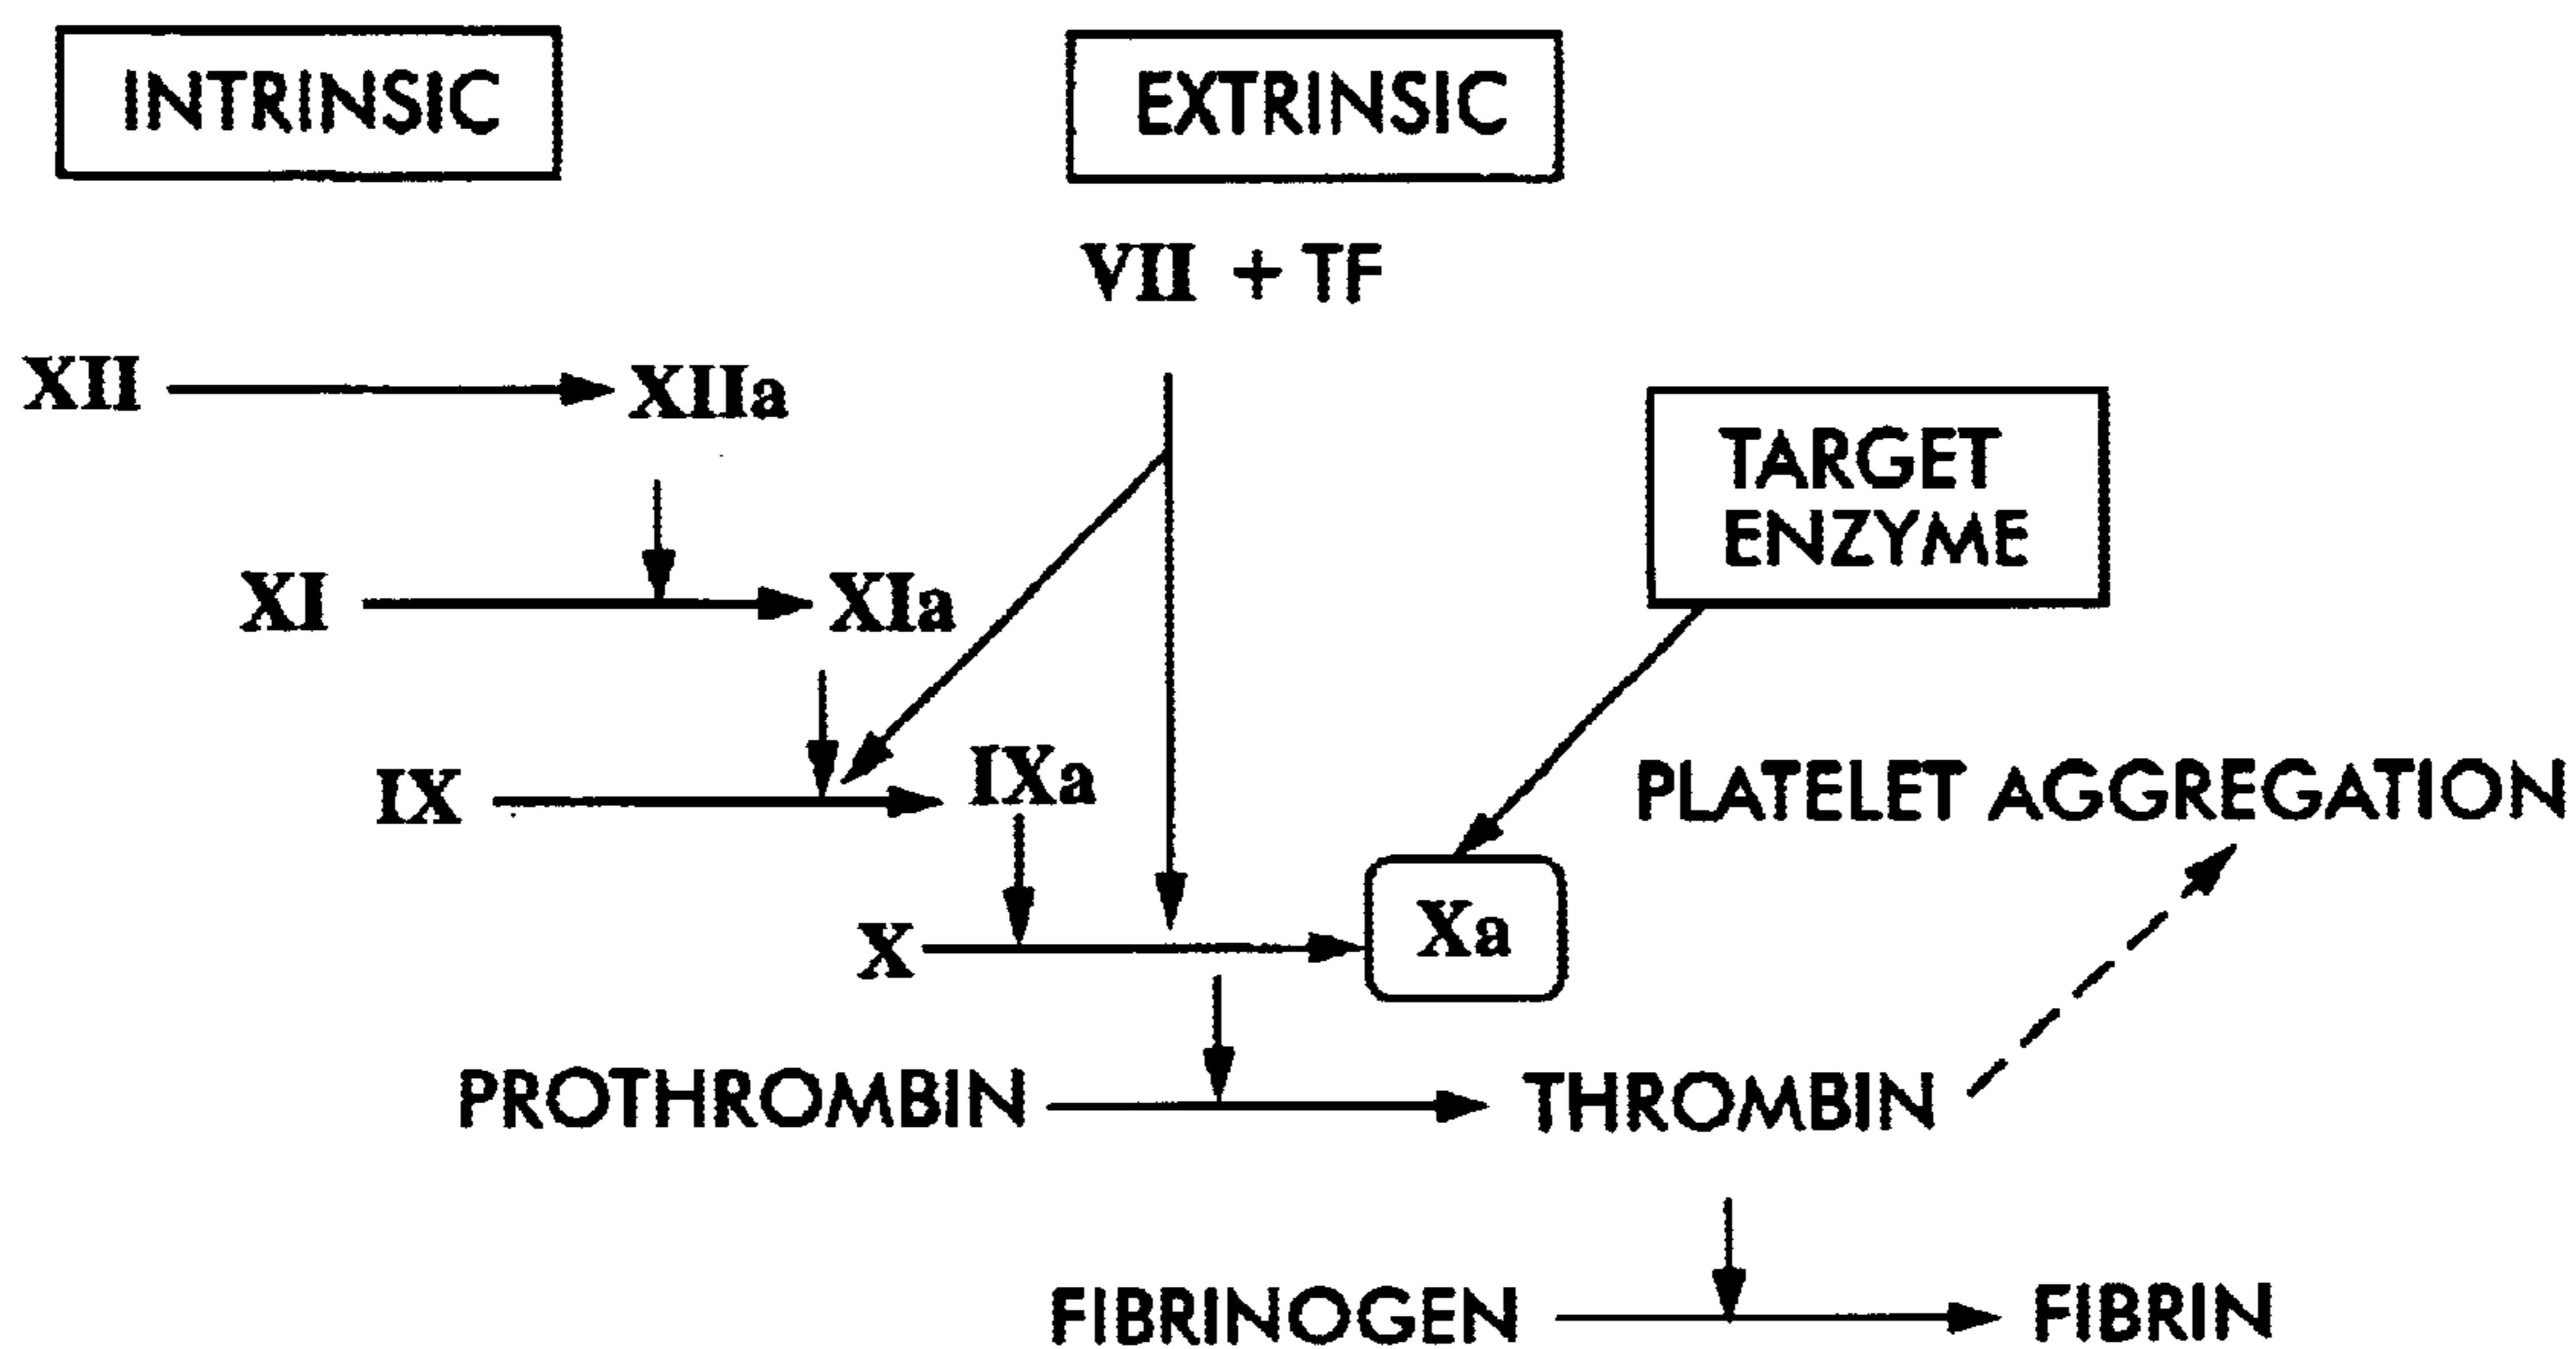 INTRINSIC
EXTRINSIC
VII + TF
XII
XIIa
TARGET
ENZYME
XI
XIa
IX
IXa
PLATELET AGGREGATION
X
Xa
PROTHROMBIN
THROMBIN
FIBRINOGEN
FIBRIN